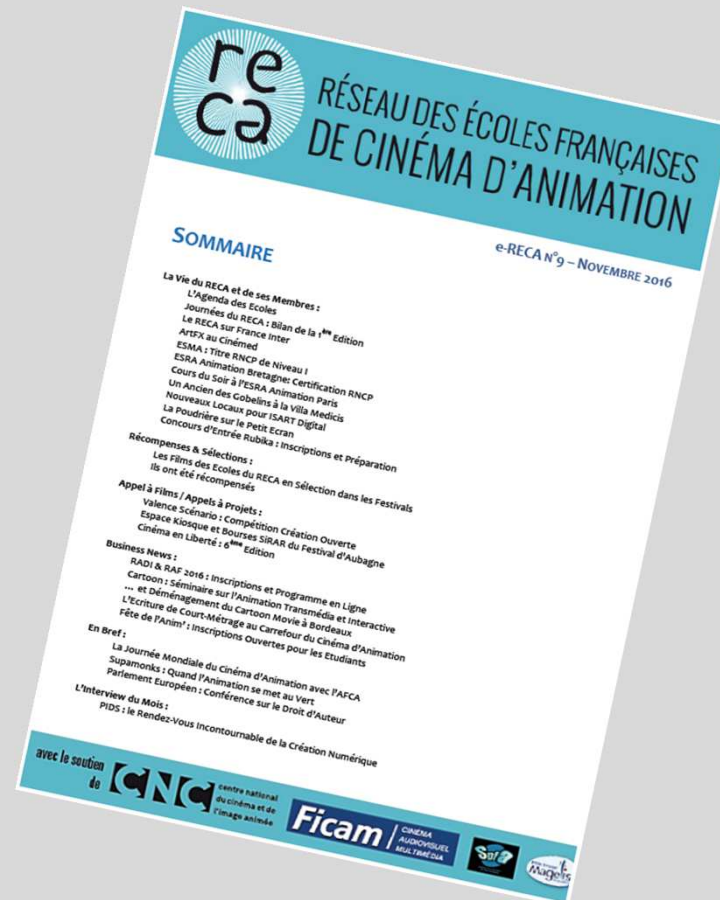 re
ca
RÉSEAU DES ÉCOLES FRANÇAISES
DE CINÉMA D'ANIMATION
SOMMAIRE
e-RECA N°9 – NOVEMBRE 2016
La Vie du RECA et de ses Membres :
L'Agenda des Ecoles
Journées du RECA : Bilan de la 1ère Edition
Le RECA sur France Inter
ArtFX au Cinémed
ESMA : Titre RNCP de Niveau I
ESRA Animation Bretagne: Certification RNCP
Cours du Soir à l'ESRA Animation Paris
Un Ancien des Gobelins à la Villa Medicis
Nouveaux Locaux pour ISART Digital
La Poudrière sur le Petit Ecran
Concours d'Entrée Rubika : Inscriptions et Préparation
Récompenses & Sélections :
Les Films des Ecoles du RECA en Sélection dans les Festivals
Ils ont été récompensés
Appel à Films / Appels à Projets :
Valence Scénario : Compétition Création Ouverte
Espace Kiosque et Bourses SIRAR du Festival d'Aubagne
Cinéma en Liberté : 6ème Edition
Business News :
RADI & RAF 2016 : Inscriptions et Programme en Ligne
Cartoon : Séminaire sur l'Animation Transmédia et Interactive
... et Déménagement du Cartoon Movie à Bordeaux
L'Ecriture de Court-Métrage au Carrefour du Cinéma d'Animation
Fête de l'Anim' : Inscriptions Ouvertes pour les Etudiants
En Bref :
La Journée Mondiale du Cinéma d'Animation avec l'AFCA
Supamonks : Quand l'Animation se met au Vert
Parlement Européen : Conférence sur le Droit d'Auteur
L'Interview du Mois :
PIDS : le Rendez-Vous Incontournable de la Création Numérique
avec le soutien
de
CNC
centre national
du cinéma et de
l'image animée
Ficam
CINÉMA
AUDIOVISUEL
MULTIMÉDIA
Magelis